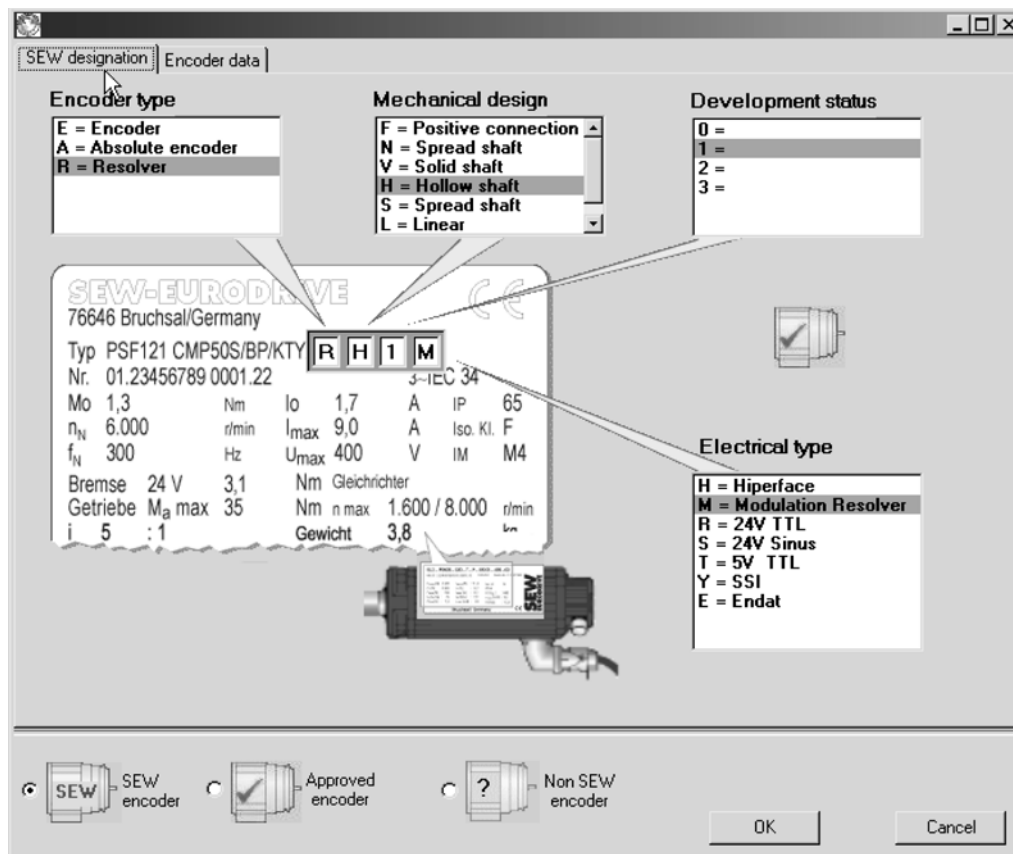 SEW designation
Encoder data
Encoder type
E = Encoder
A = Absolute encoder
R = Resolver
Mechanical design
F = Positive connection
N = Spread shaft
V = Solid shaft
H = Hollow shaft
S = Spread shaft
L = Linear
Development status
0 =
1 =
2 =
3 =
SEW-EURODRIVE CE
76646 Bruchsal/Germany
Typ PSF121 CMP50S/BP/KTY R H 1 M
Nr. 01.23456789 0001.22 3~IEC 34
Mo 1,3 Nm Io 1,7 A IP 65
nN 6.000 r/min Imax 9,0 A Iso. Kl. F
fN 300 Hz Umax 400 V IM M4
Bremse 24 V 3,1 Nm Gleichrichter
Getriebe Ma max 35 Nm n max 1.600 / 8.000 r/min
i 5 :1 Gewicht 3,8
Electrical type
H = Hiperface
M = Modulation Resolver
R = 24V TTL
S = 24V Sinus
T = 5V TTL
Y = SSI
E = Endat
SEW
SEW
SEW encoder
Approved encoder
?
Non SEW encoder
OK
Cancel